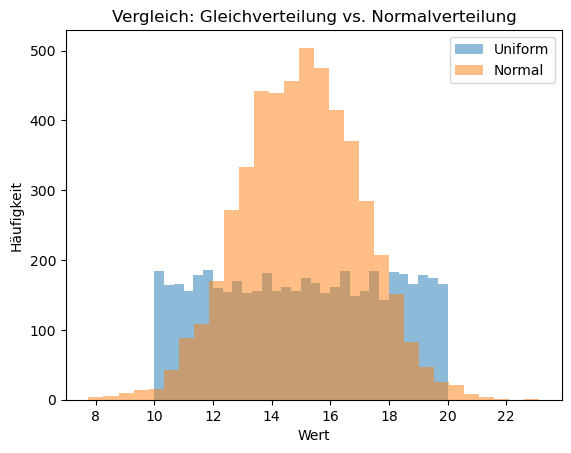 Vergleich: Gleichverteilung vs. Normalverteilung
Uniform
Normal
Häufigkeit
500
400
300
200
100
0
8 10 12 14 16 18 20 22
Wert